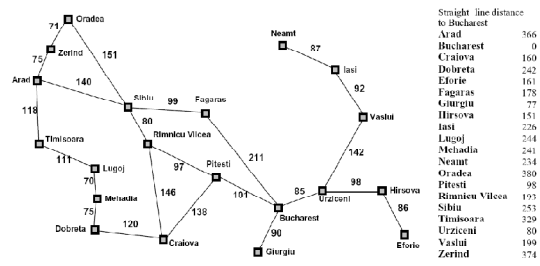 Oradea
71
Zerind
75
151
Arad
140
118
Sibiu
99
Fagaras
80
Rimnicu Vilcea
Timisoara
111
Lugoj
70
Mehadia
75
Dobreta
120
146
97
Pitesti
211
138
101
Craiova
Neamt
87
Iasi
92
Vaslui
142
85
98
Hirsova
Urziceni
86
Bucharest
90
Giurgiu
Eforie
Straight line distance
to Bucharest
Arad 366
Bucharest 0
Craiova 160
Dobreta 242
Eforie 161
Fagaras 178
Giurgiu 77
Hirsova 151
Iasi 226
Lugoj 244
Mehadia 241
Neamt 234
Oradea 380
Pitesti 98
Rimnicu Vilcea 193
Sibiu 253
Timisoara 329
Urziceni 80
Vaslui 199
Zerind 374